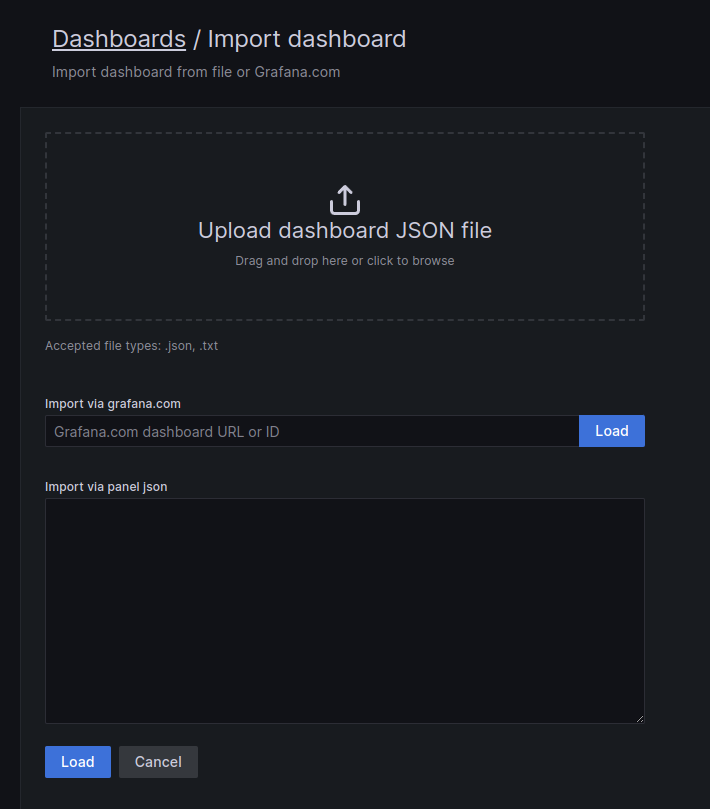 Dashboards / Import dashboard
Import dashboard from file or Grafana.com
Upload dashboard JSON file
Drag and drop here or click to browse
Accepted file types: .json, .txt
Import via grafana.com
Grafana.com dashboard URL or ID
Load
Import via panel json
Load
Cancel